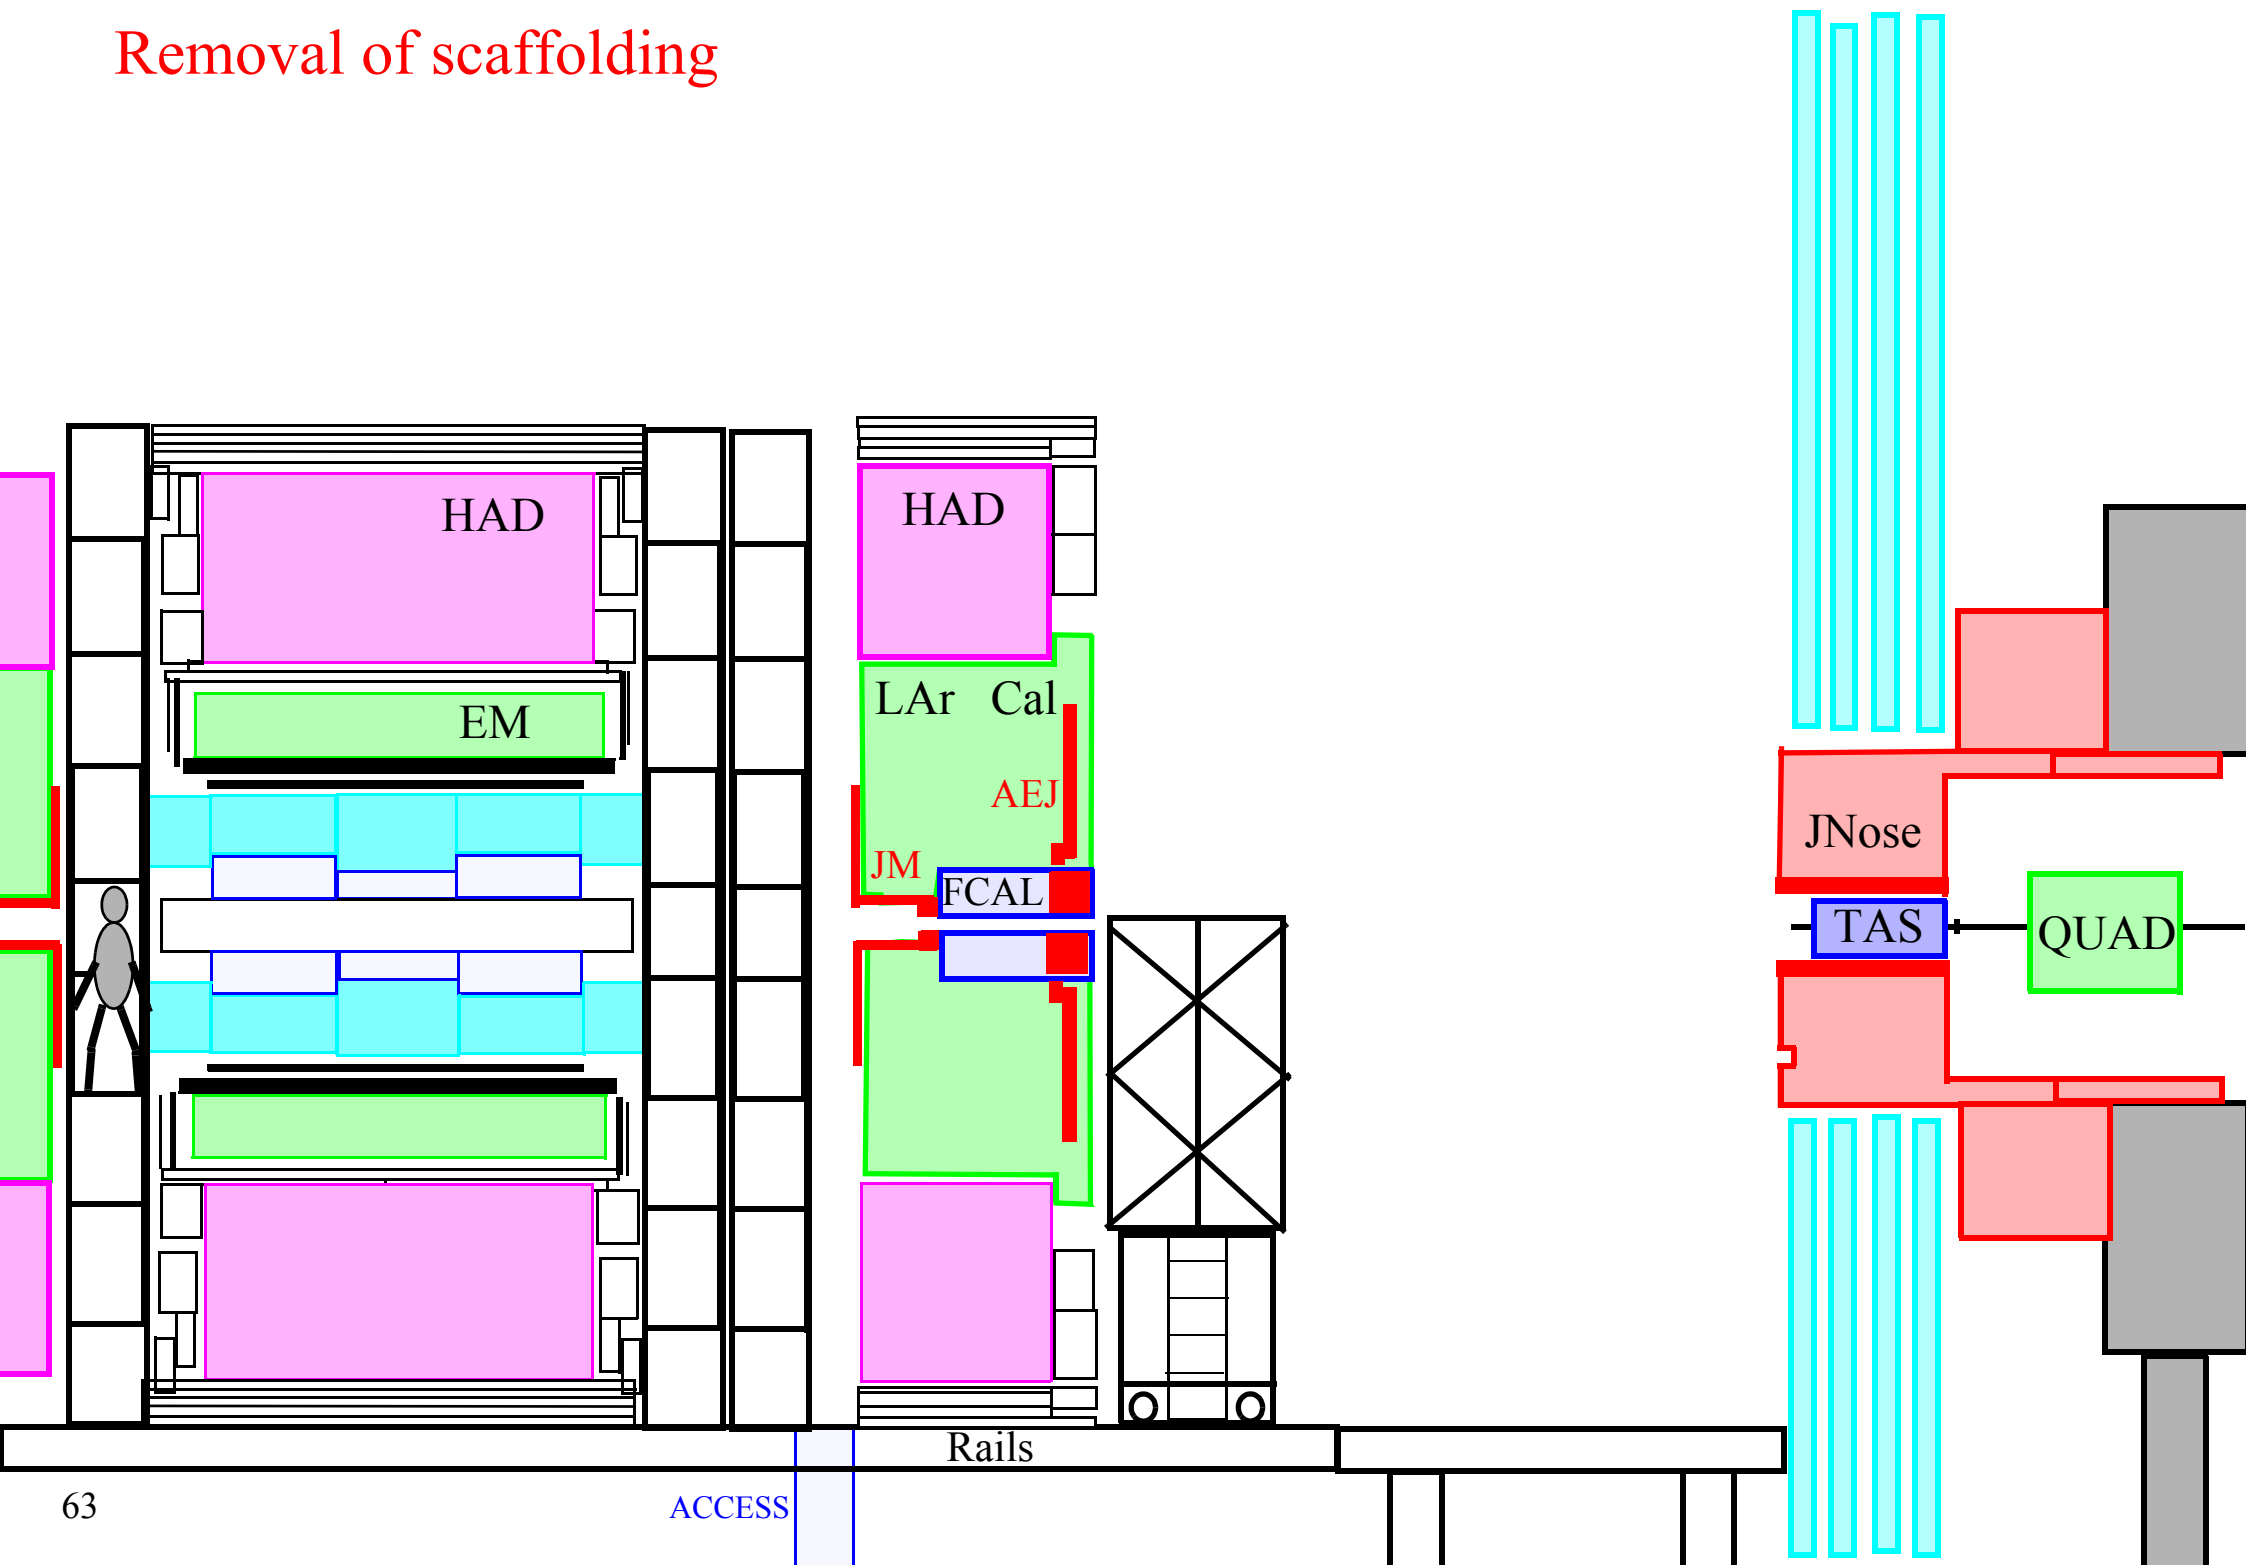 Removal of scaffolding
HAD
HAD
LAr Cal
EM
AEJ
JM
FCAL
JNose
TAS
QUAD
Rails
63
ACCESS